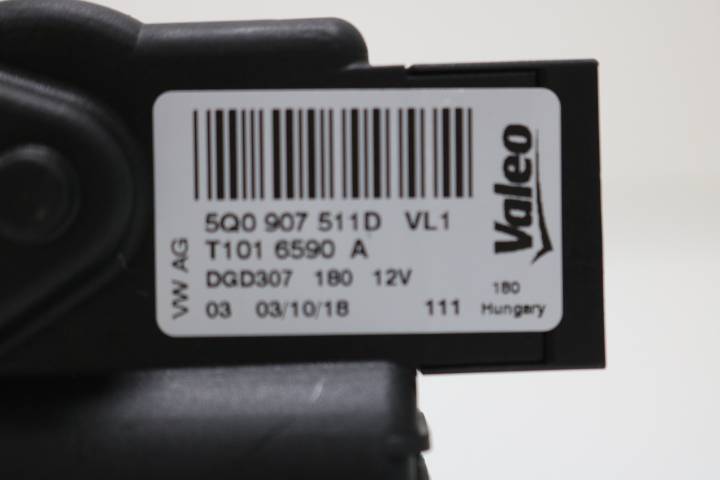 5Q0 907 511D VL1
T101 6590 A
DGD307 180 12V
03 03/10/18 111
VW AG
Valeo
180
Hungary